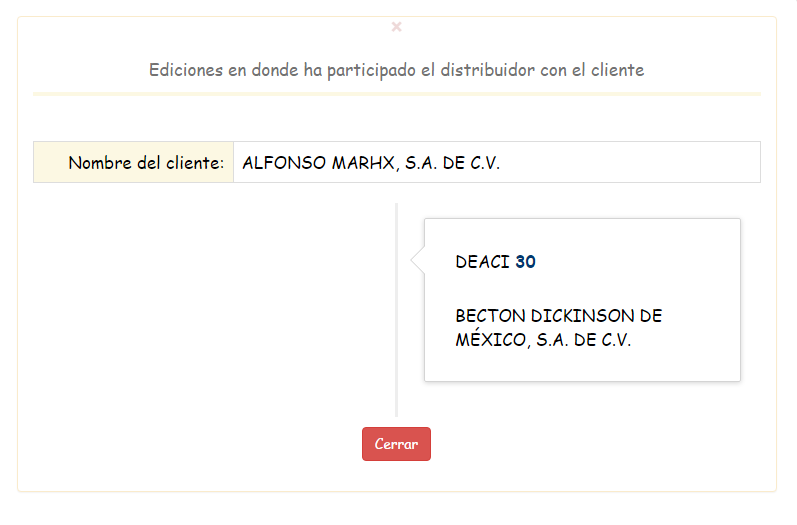 ×
Ediciones en donde ha participado el distribuidor con el cliente
Nombre del cliente: ALFONSO MARHX, S.A. DE C.V.
DEACI 30
BECTON DICKINSON DE
MÉXICO, S.A. DE C.V.
Cerrar